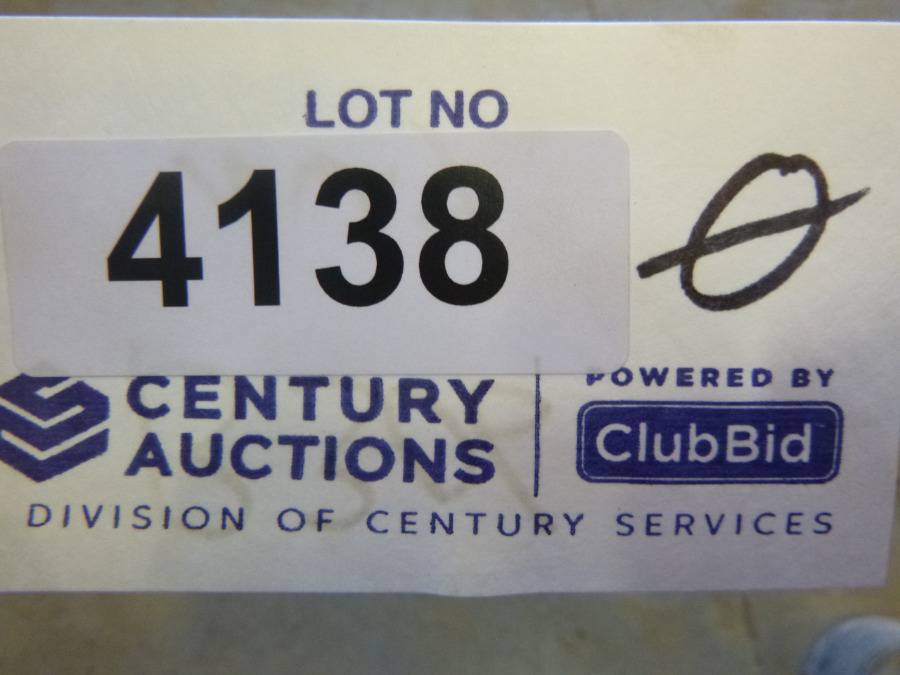 LOT NO
4138 Ø
CENTURY
AUCTIONS
POWERED BY
ClubBid
DIVISION OF CENTURY SERVICES